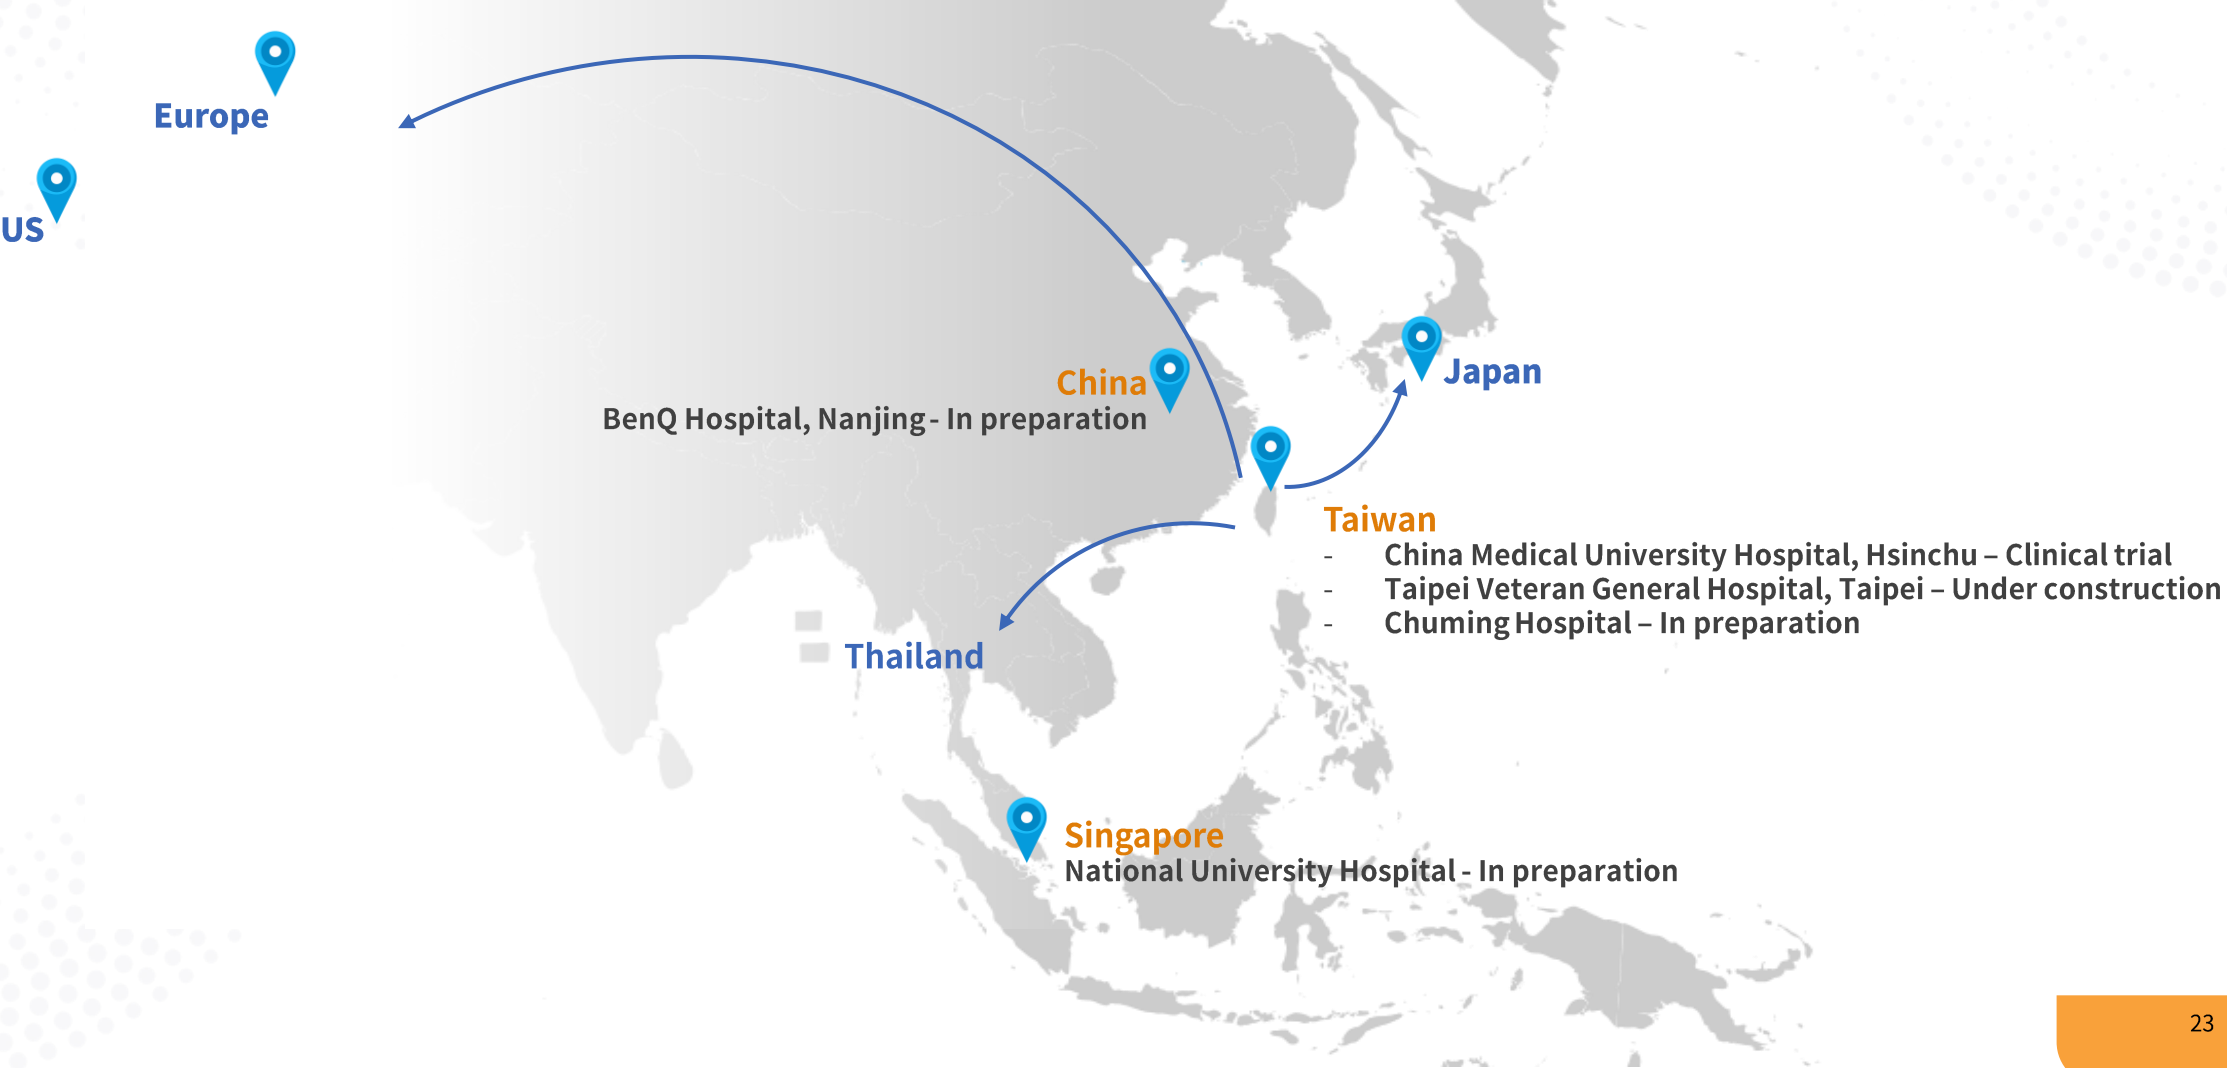 Europe
US
China
BenQ Hospital, Nanjing - In preparation
Japan
Taiwan
- China Medical University Hospital, Hsinchu – Clinical trial
- Taipei Veteran General Hospital, Taipei – Under construction
- Chuming Hospital – In preparation
Thailand
Singapore
National University Hospital - In preparation
23